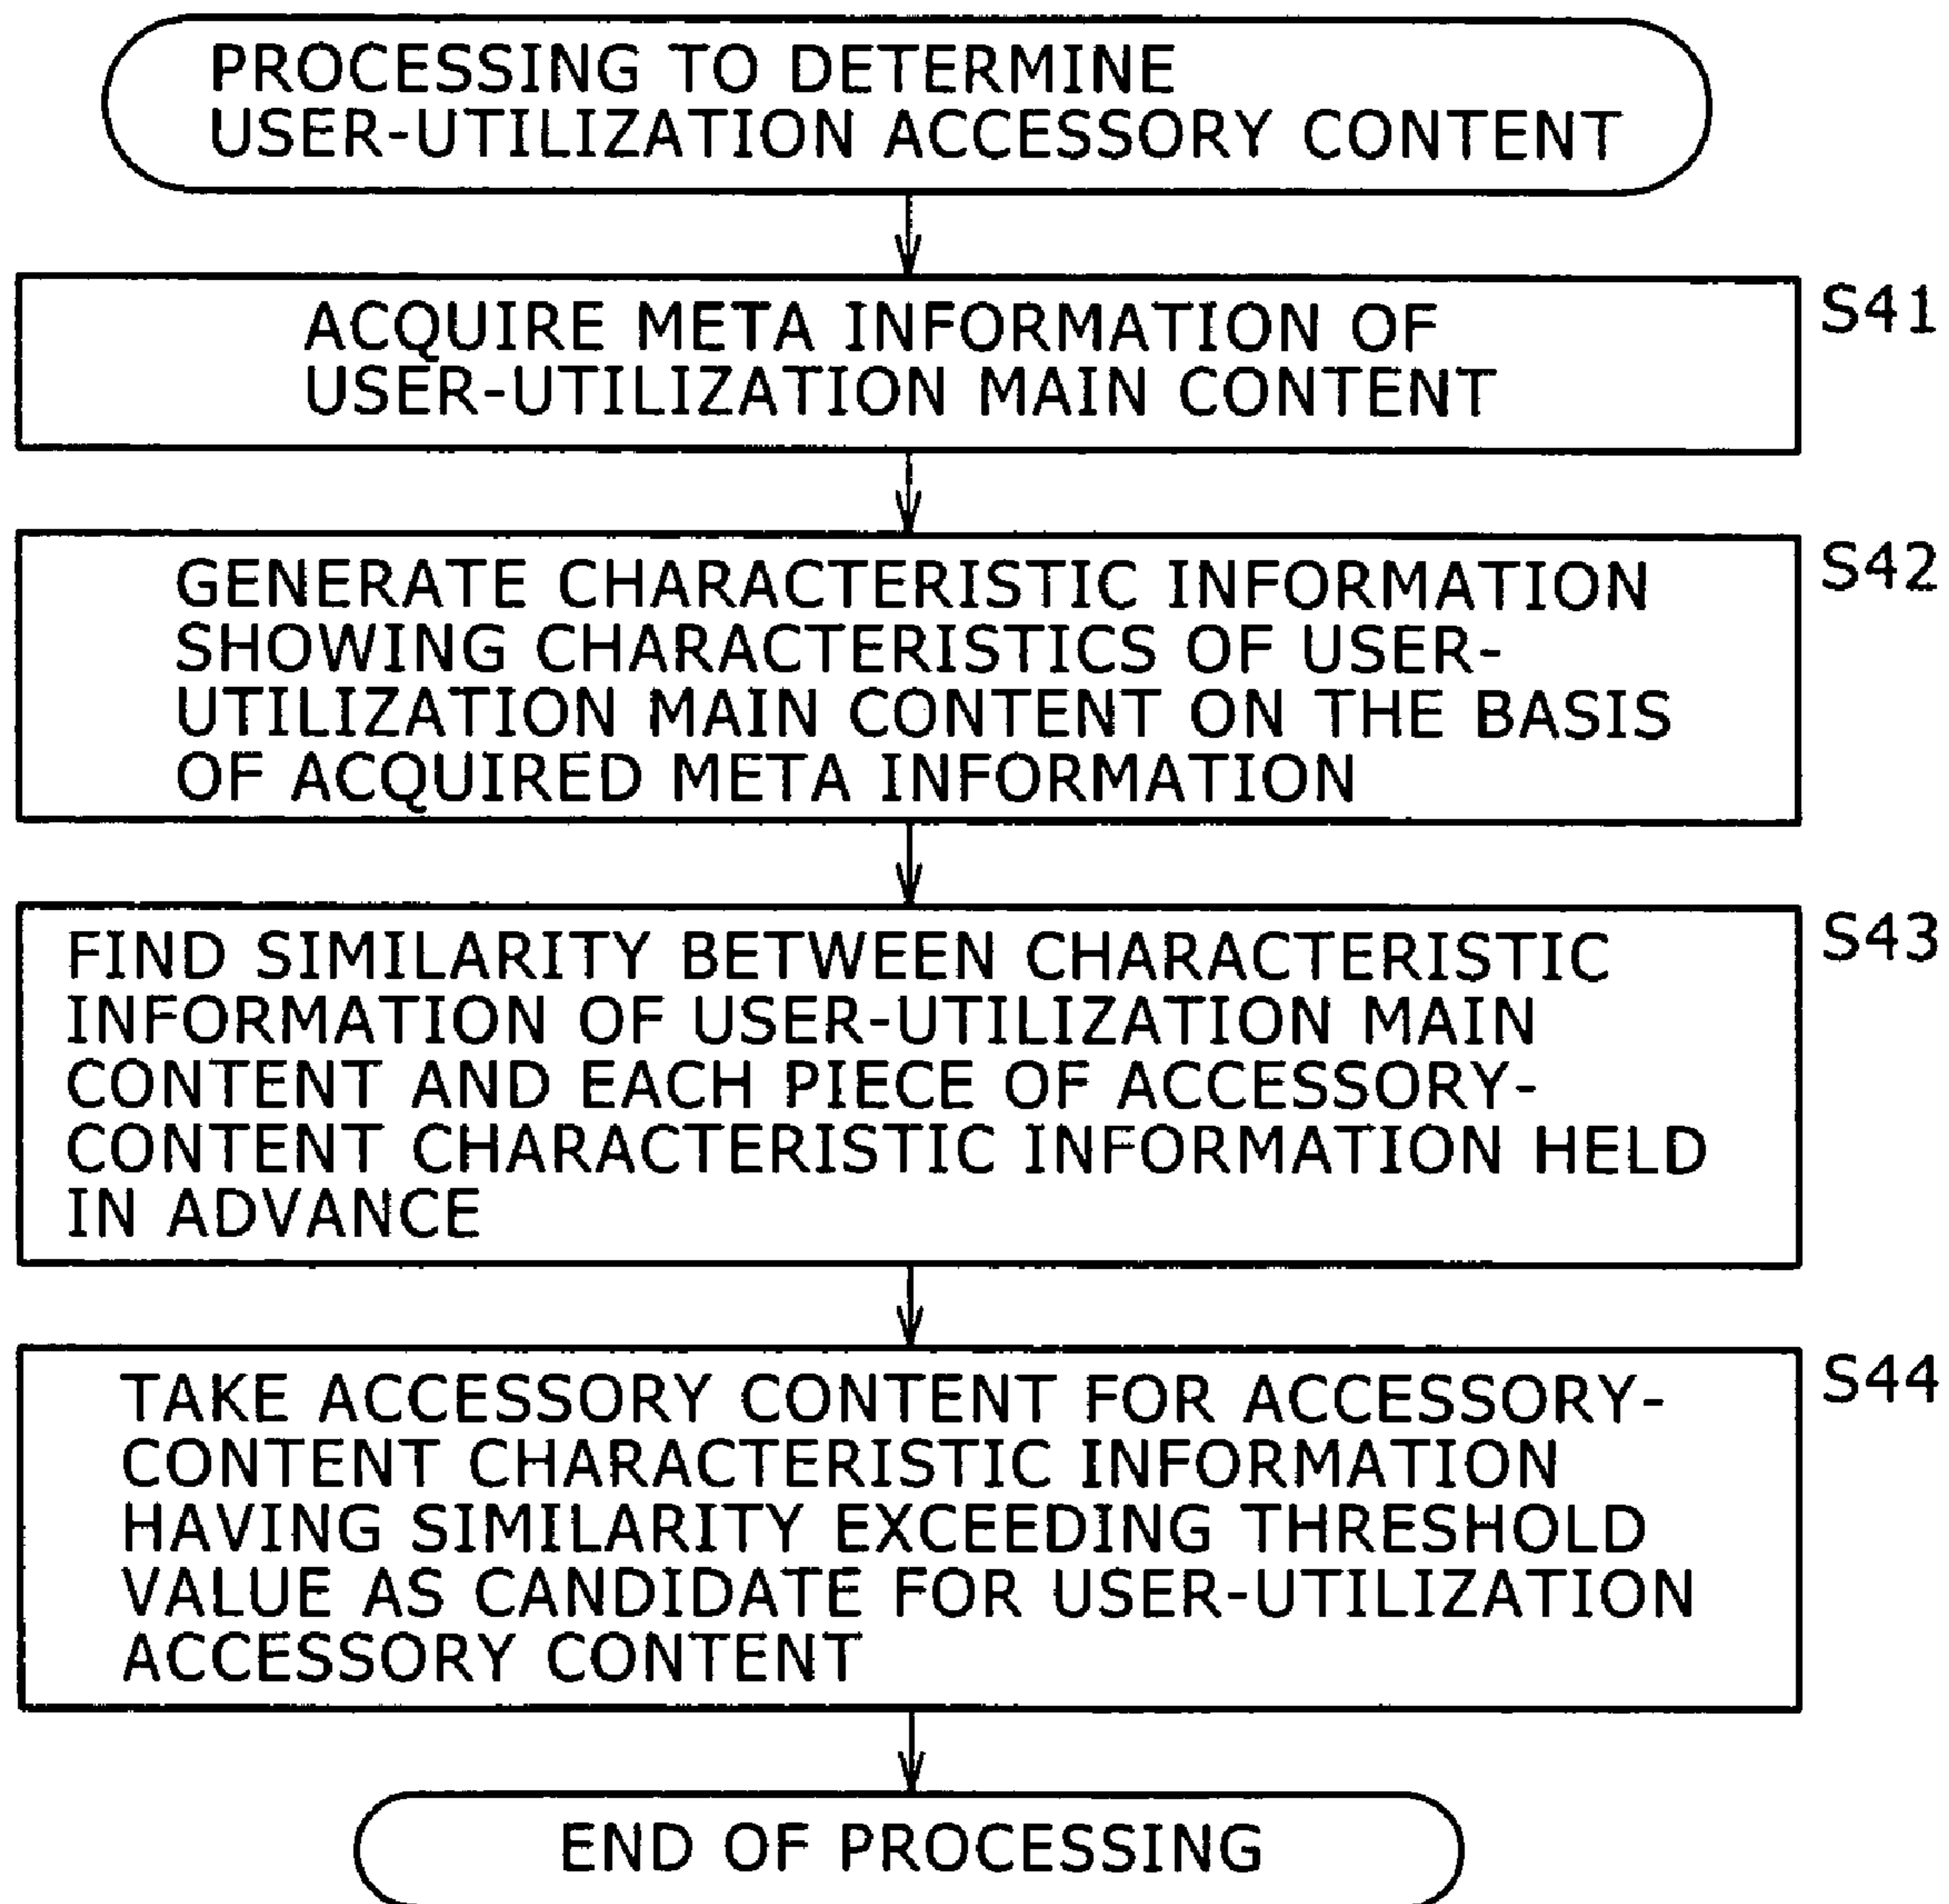 PROCESSING TO DETERMINE
USER-UTILIZATION ACCESSORY CONTENT
S41
ACQUIRE META INFORMATION OF
USER-UTILIZATION MAIN CONTENT
S42
GENERATE CHARACTERISTIC INFORMATION
SHOWING CHARACTERISTICS OF USER-
UTILIZATION MAIN CONTENT ON THE BASIS
OF ACQUIRED META INFORMATION
S43
FIND SIMILARITY BETWEEN CHARACTERISTIC
INFORMATION OF USER-UTILIZATION MAIN
CONTENT AND EACH PIECE OF ACCESSORY-
CONTENT CHARACTERISTIC INFORMATION HELD
IN ADVANCE
S44
TAKE ACCESSORY CONTENT FOR ACCESSORY-
CONTENT CHARACTERISTIC INFORMATION
HAVING SIMILARITY EXCEEDING THRESHOLD
VALUE AS CANDIDATE FOR USER-UTILIZATION
ACCESSORY CONTENT
END OF PROCESSING